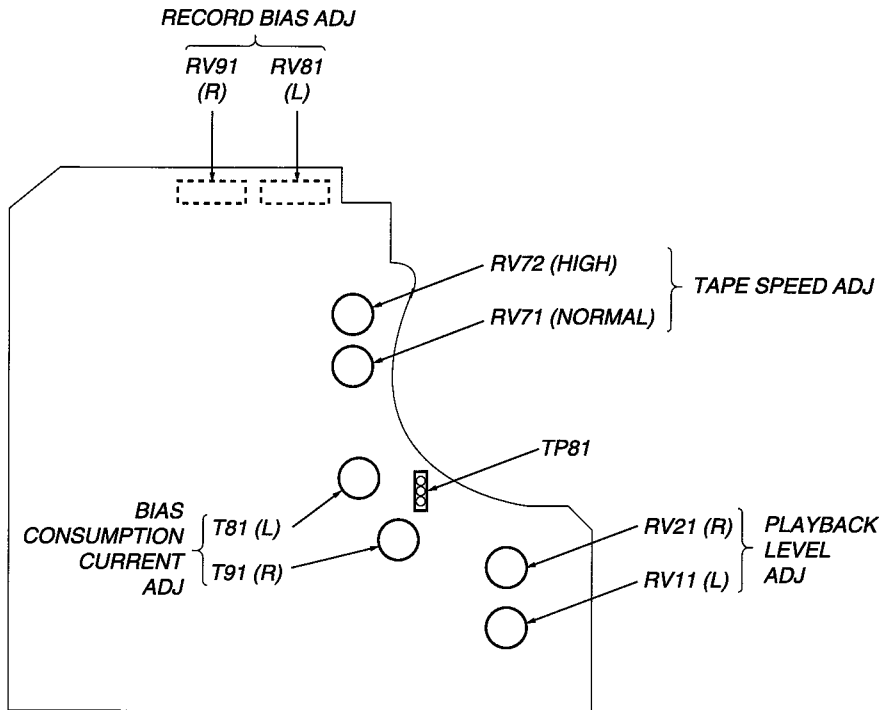 RECORD BIAS ADJ
RV91 RV81
(R) (L)
RV72 (HIGH)
TAPE SPEED ADJ
RV71 (NORMAL)
TP81
BIAS
CONSUMPTION
CURRENT
ADJ
T81 (L)
T91 (R)
RV21 (R)
RV11 (L)
PLAYBACK
LEVEL
ADJ